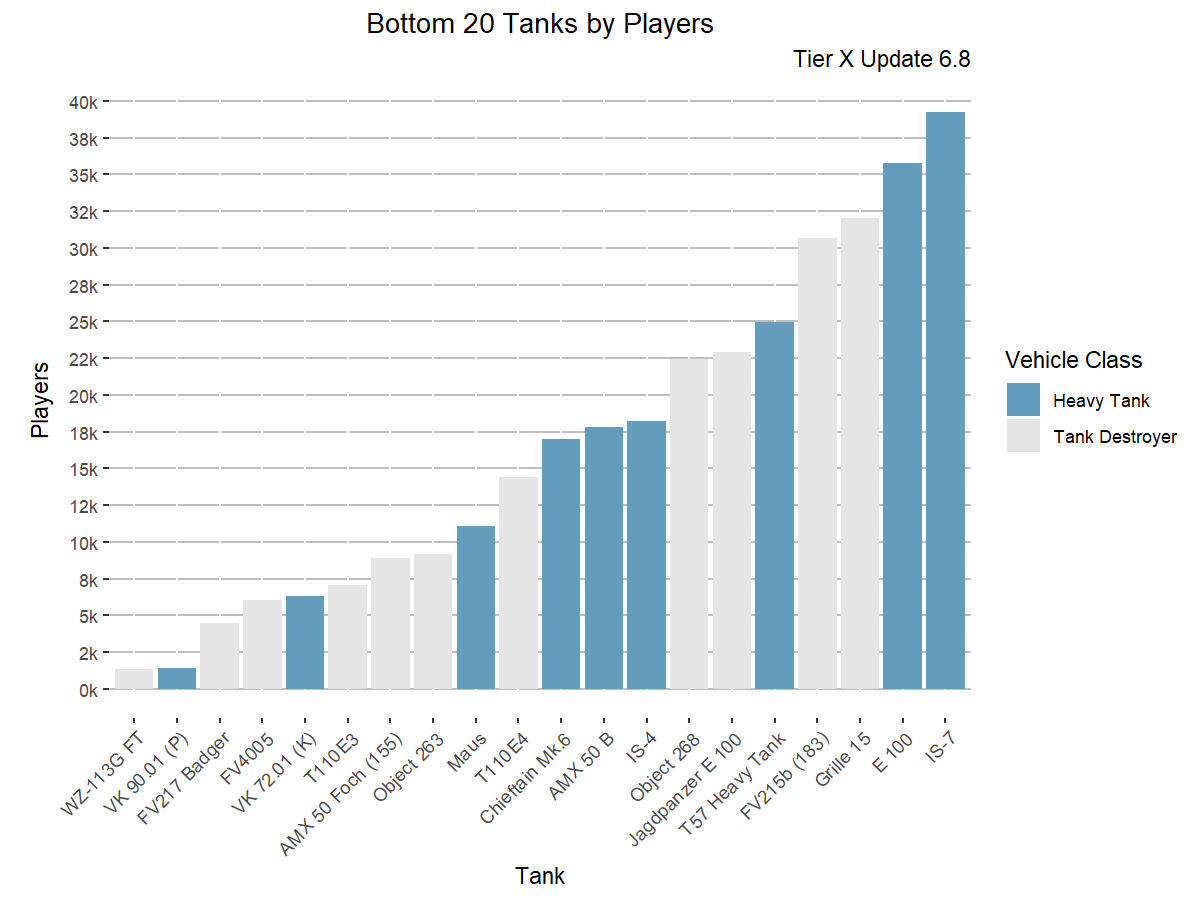 Bottom 20 Tanks by Players
Tier X Update 6.8
Players
40k
38k
35k
32k
30k
28k
25k
22k
20k
18k
15k
12k
10k
8k
5k
2k
0k
WZ-113G FT
VK 90.01 (P)
FV217 Badger
FV4005
VK 72.01 (K)
T110E3
AMX 50 Foch (155)
Object 263
Maus
T110E4
Chieftain Mk.6
AMX 50 B
IS-4
Object 268
Jagdpanzer E 100
T57 Heavy Tank
FV215b (183)
Grille 15
E 100
IS-7
Tank
Vehicle Class
Heavy Tank
Tank Destroyer